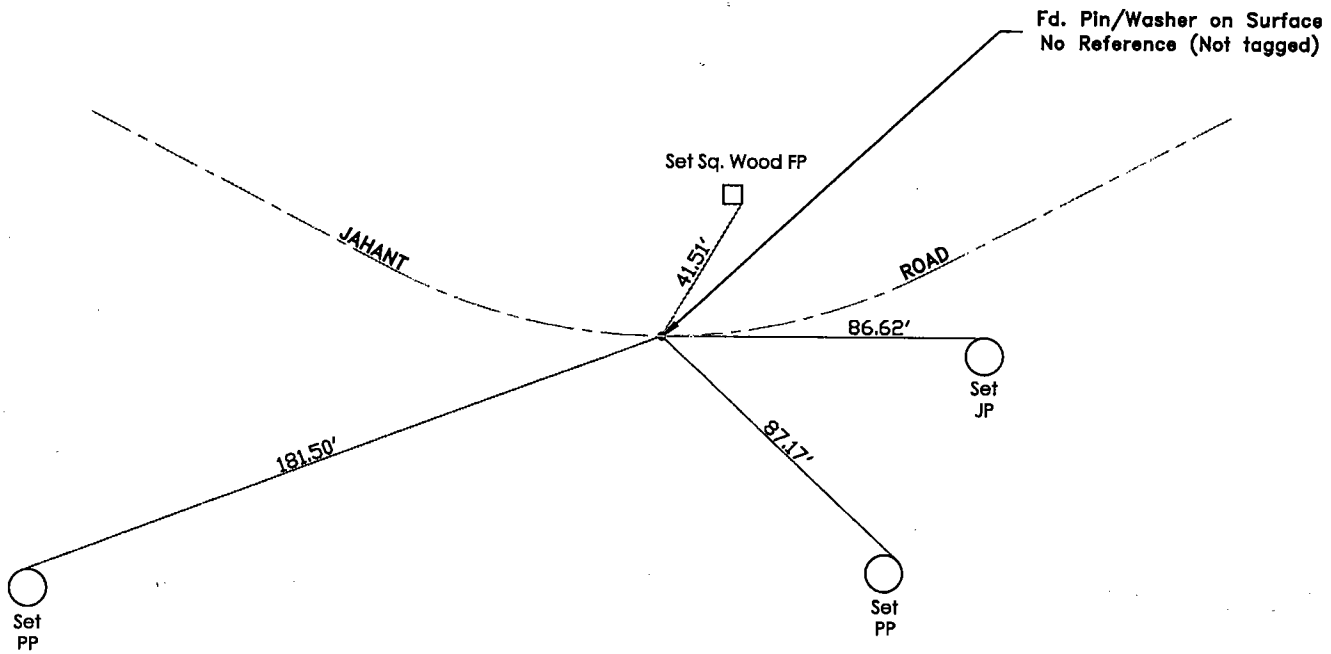 Fd. Pin/Washer on Surface
No Reference (Not tagged)
Set Sq. Wood FP
41.51'
JAHANT
ROAD
86.62'
Set
JP
181.50'
87.17'
Set
PP
Set
PP